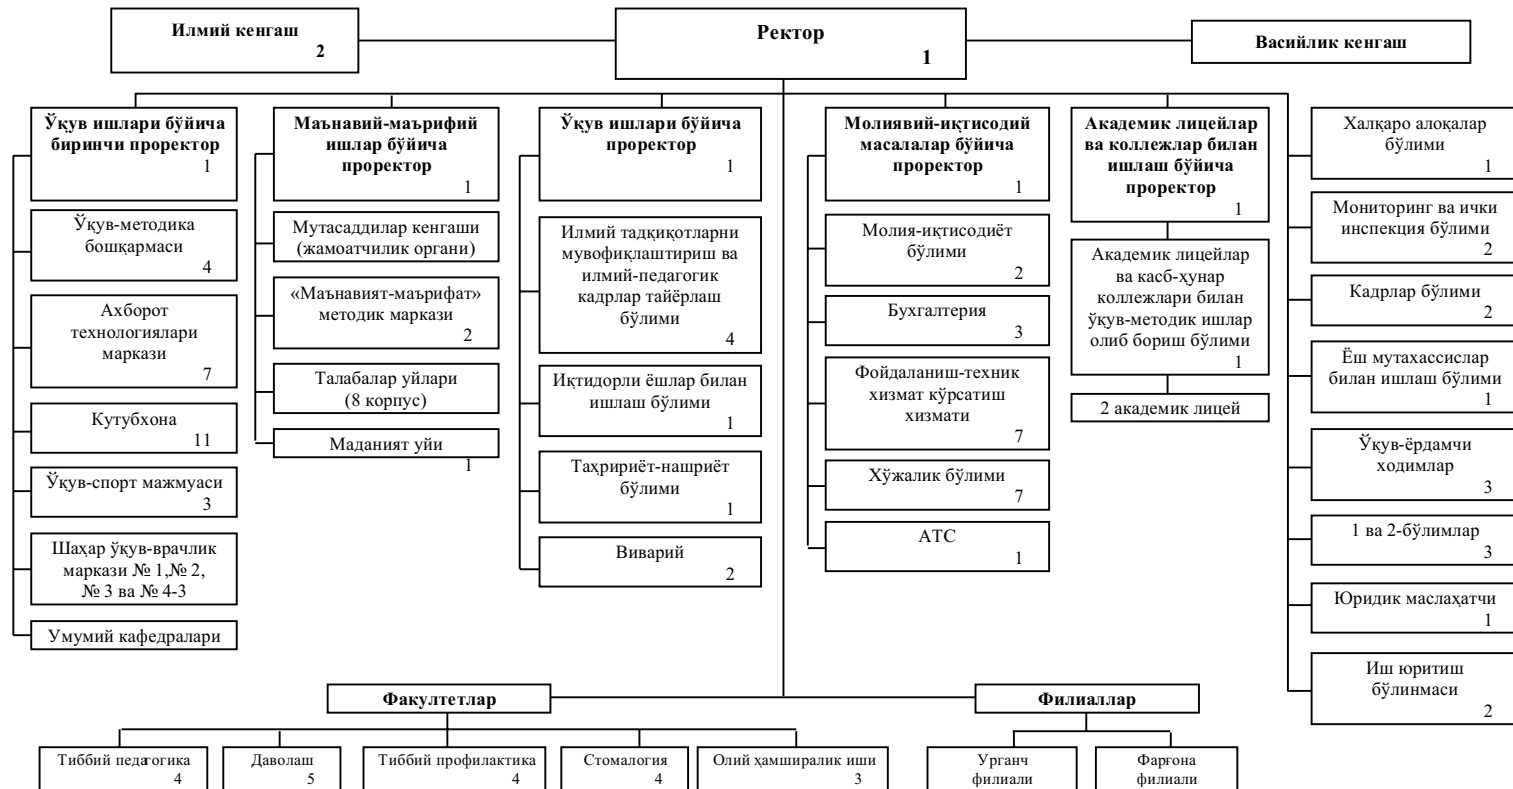 Илмий кенгаш
2
Ректор
1
Васийлик кенгаш
Ўқув ишлари бўйича
биринчи проректор
1
Ўқув-методика
бошқармаси
4
Ахборот
технологиялари
маркази
7
Кутубхона
11
Ўқув-спорт мажмуаси
3
Шаҳар ўқув-врачлик
маркази № 1,№ 2,
№ 3 ва № 4-3
Умумий кафедралари
Маънавий-маърифий
ишлар бўйича
проректор
1
Мутасаддилар кенгаши
(жамоатчилик органи)
«Маънавият-маърифат»
методик маркази
2
Талабалар уйлари
(8 корпус)
Маданият уйи
1
Ўқув ишлари бўйича
проректор
1
Илмий тадқиқотларни
мувофиқлаштириш ва
илмий-педагогик
кадрлар тайёрлаш
бўлими
4
Иқтидорли ёшлар билан
ишлаш бўлими
1
Таҳририёт-нашриёт
бўлими
1
Виварий
2
Молиявий-иқтисодий
масалалар бўйича
проректор
1
Молия-иқтисодиёт
бўлими
2
Бухгалтерия
3
Фойдаланиш-техник
хизмат кўрсатиш
хизмати
7
Хўжалик бўлими
7
АТС
1
Академик лицейлар
ва коллежлар билан
ишлаш бўйича
проректор
1
Академик лицейлар
ва касб-ҳунар
коллежлари билан
ўқув-методик ишлар
олиб бориш бўлими
1
2 академик лицей
Халқаро алоқалар
бўлими
1
Мониторинг ва ички
инспекция бўлими
2
Кадрлар бўлими
2
Ёш мутахассислар
билан ишлаш бўлими
1
Ўқув-ёрдамчи
ходимлар
3
1 ва 2-бўлимлар
3
Юридик маслаҳатчи
1
Иш юритиш
бўлинмаси
2
Факултетлар
Филиаллар
Тиббий педагогика
4
Даволаш
5
Тиббий профилактика
4
Стомалогия
4
Олий ҳамширалик иши
3
Урганч
филиали
Фарғона
филиали